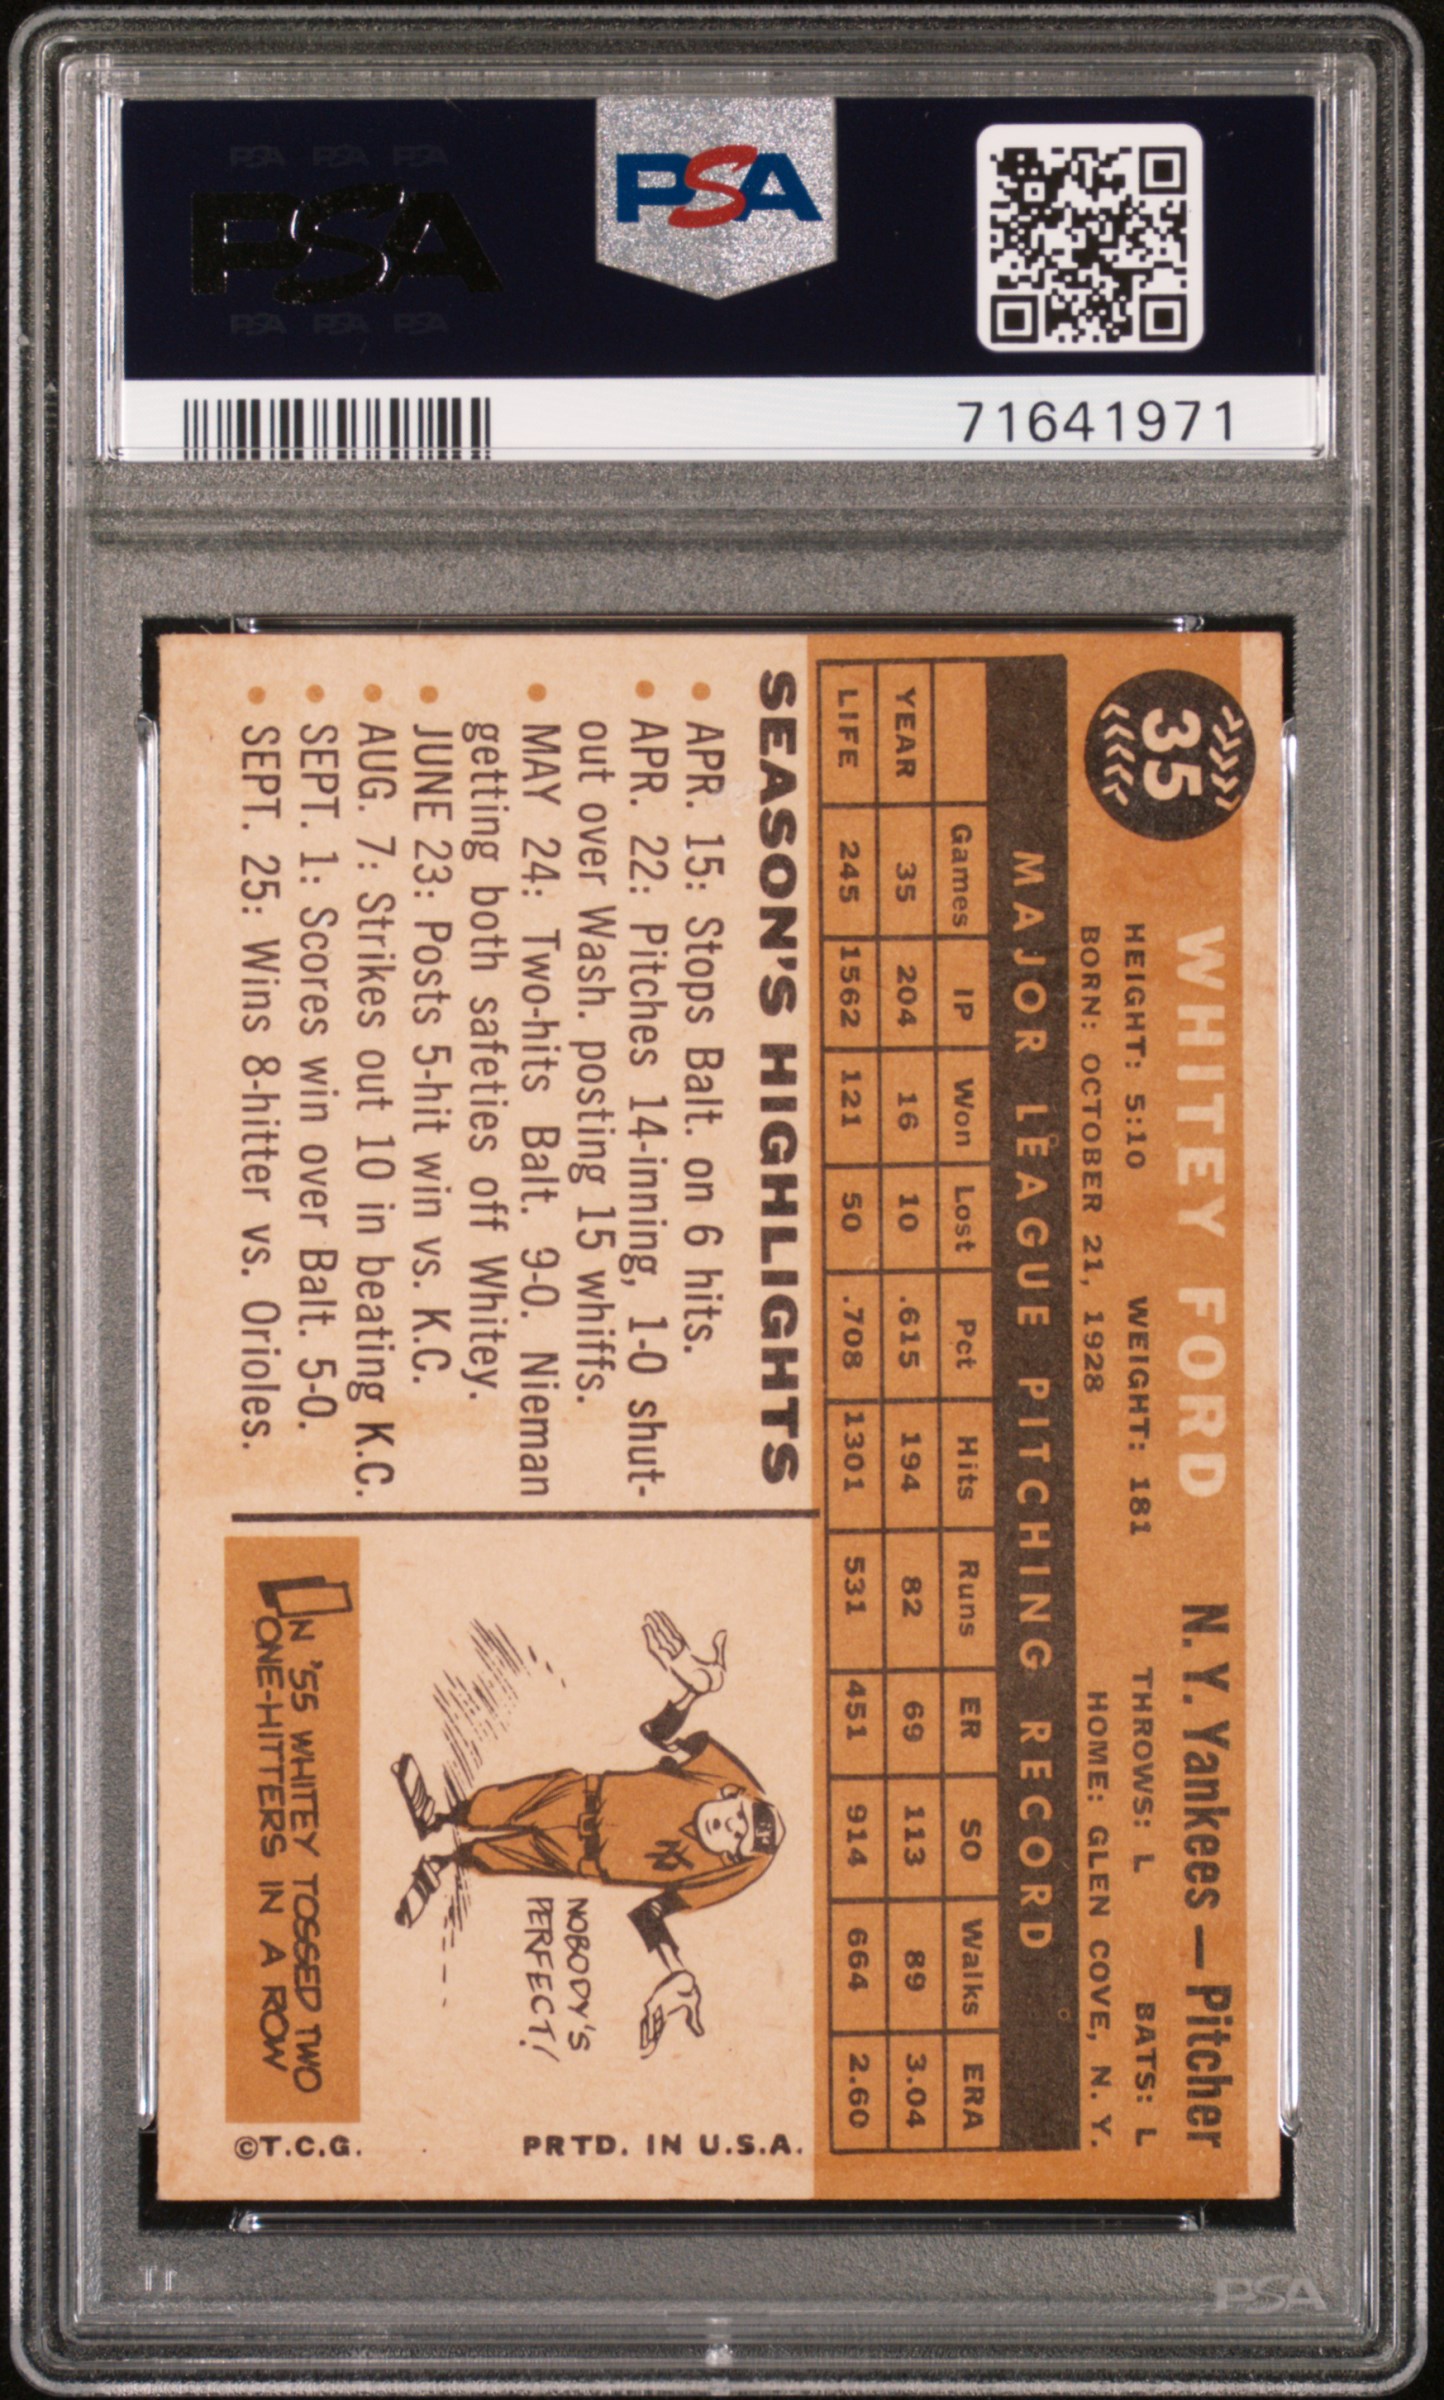 PSA PSA PSA
PSA
PSA PSA PSA
PSA
71641971
35
WHITEY FORD N. Y. Yankees — Pitcher
HEIGHT: 5:10 WEIGHT: 181 THROWS: L BATS: L
BORN: OCTOBER 21, 1928 HOME: GLEN COVE, N. Y.
MAJOR LEAGUE PITCHING RECORD
Games IP Won Lost Pct Hits Runs ER SO Walks ERA
YEAR 35 204 16 10 .615 194 82 69 113 89 3.04
LIFE 245 1562 121 50 .708 1301 531 451 914 664 2.60
SEASON'S HIGHLIGHTS
• APR. 15: Stops Balt. on 6 hits.
• APR. 22: Pitches 14-inning, 1-0 shut-
out over Wash. posting 15 whiffs.
• MAY 24: Two-hits Balt. 9-0. Nieman
getting both safeties off Whitey.
• JUNE 23: Posts 5-hit win vs. K.C.
• AUG. 7: Strikes out 10 in beating K.C.
• SEPT. 1: Scores win over Balt. 5-0.
• SEPT. 25: Wins 8-hitter vs. Orioles.
NY
NOBODY'S
PERFECT!
IN '55 WHITEY TOSSED TWO
ONE-HITTERS IN A ROW
PRTD. IN U.S.A.
©T.C.G.
PSA